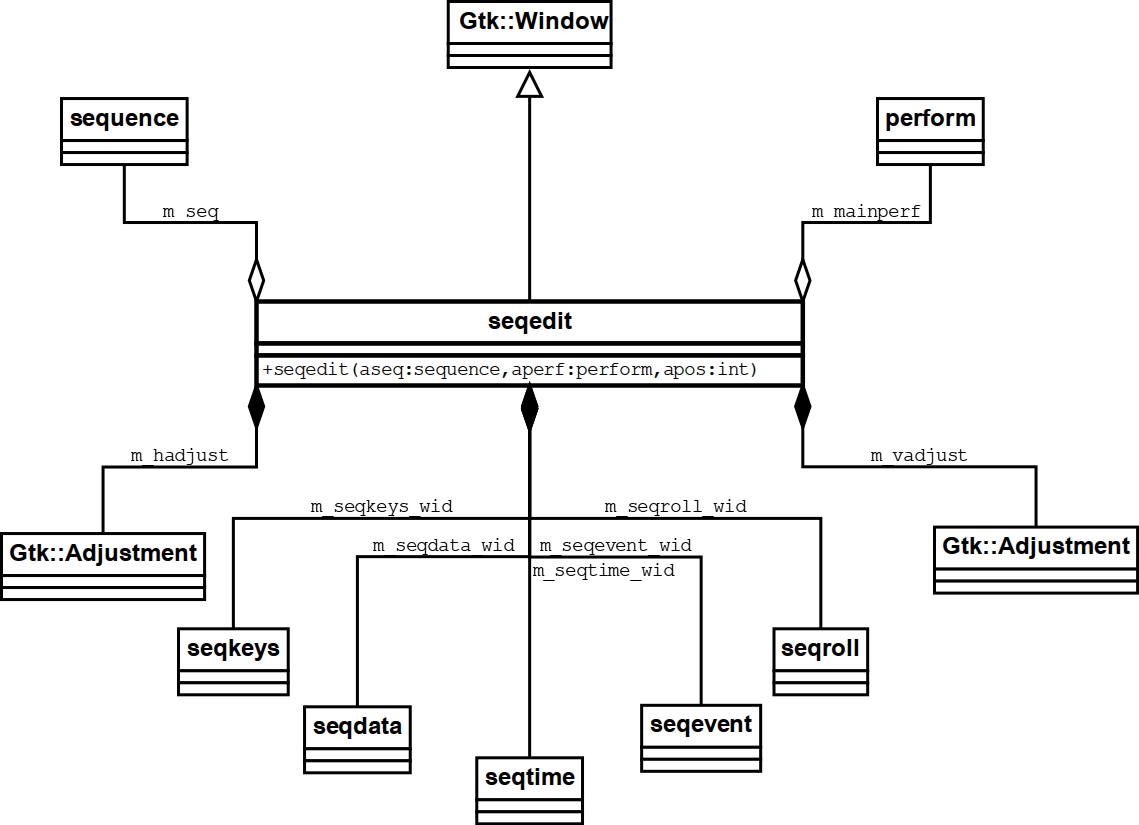 Gtk::Window
sequence
perform
m_seq
m_mainperf
seqedit
+seqedit(aseq:sequence,aperf:perform,apos:int)
m_hadjust
m_vadjust
m_seqkeys_wid
m_seqroll_wid
Gtk::Adjustment
m_seqdata_wid
m_seqevent_wid
Gtk::Adjustment
m_seqtime_wid
seqkeys
seqroll
seqdata
seqevent
seqtime